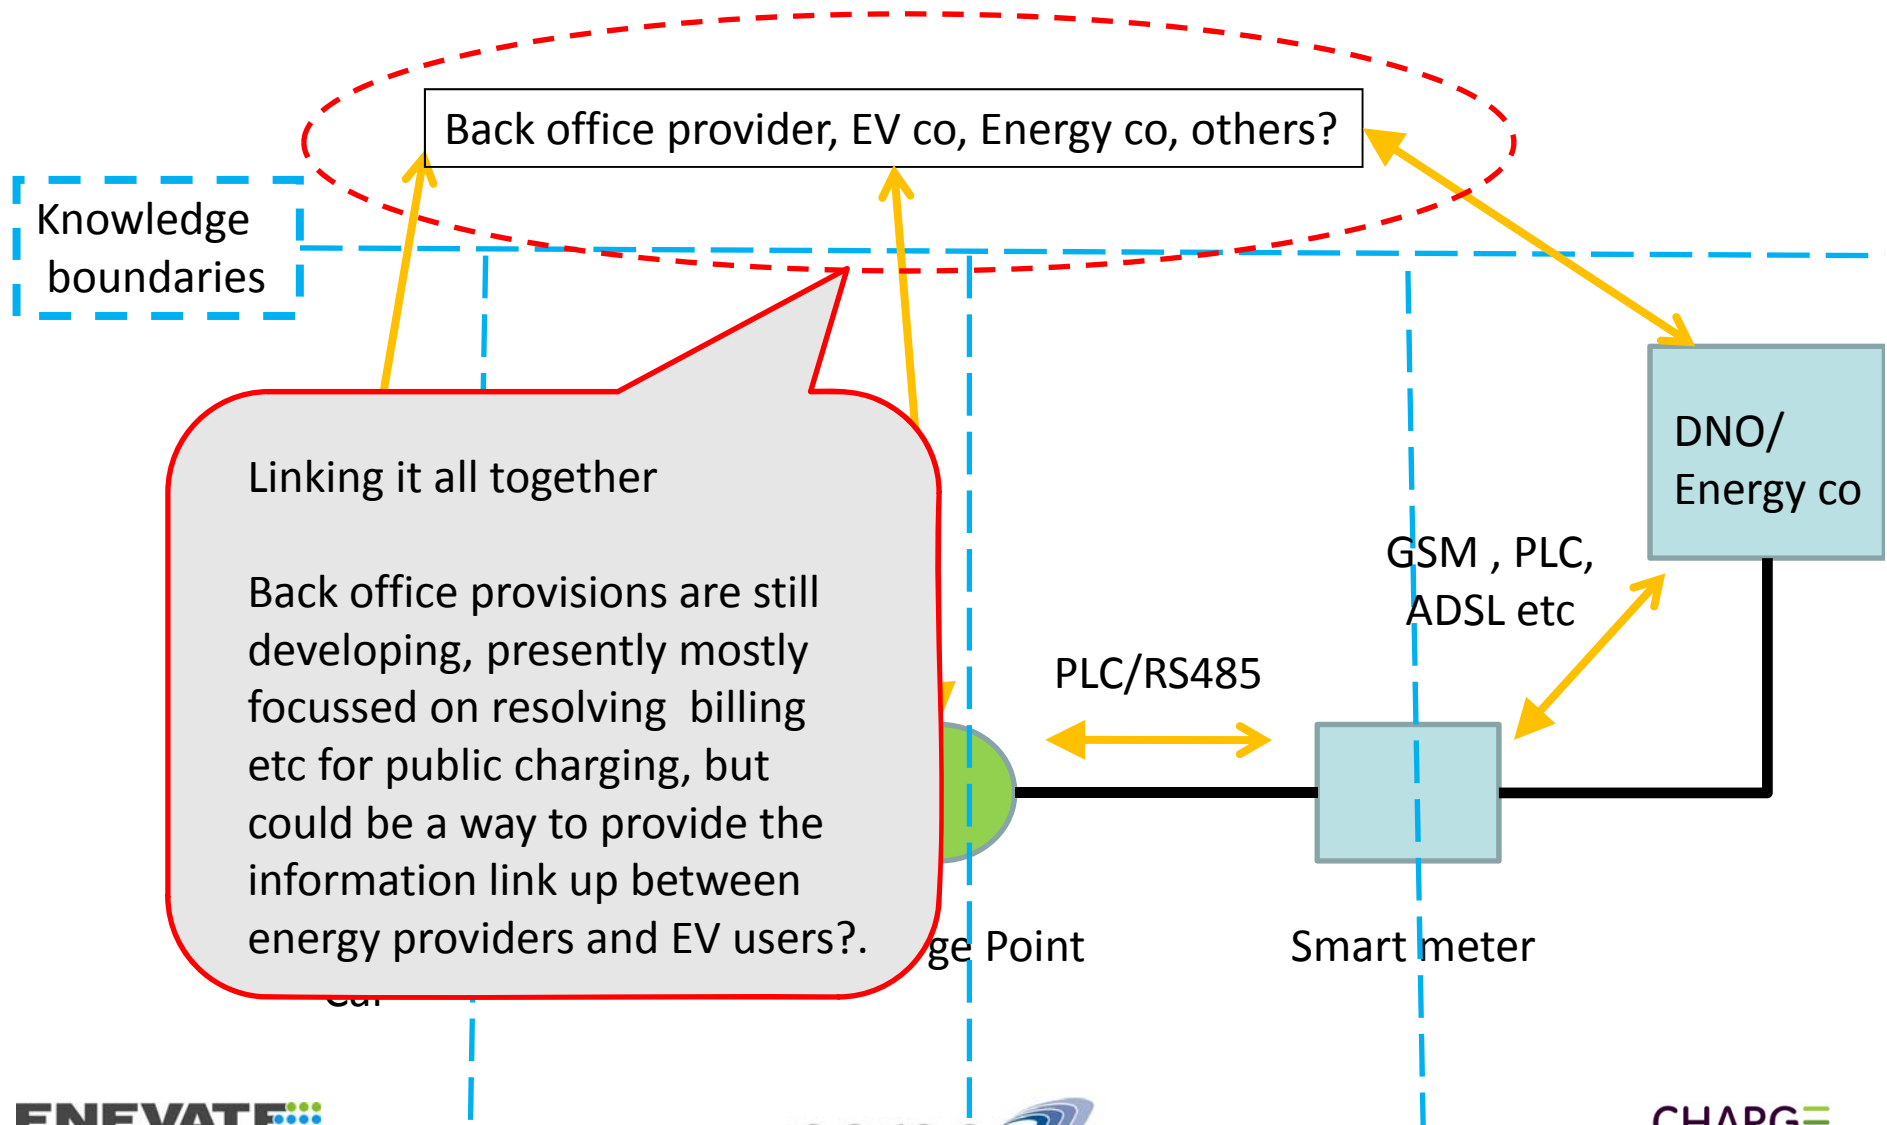 Back office provider, EV co, Energy co, others?
Knowledge
boundaries
Linking it all together
Back office provisions are still
developing, presently mostly
focussed on resolving  billing
etc for public charging, but
could be a way to provide the
information link up between
energy providers and EV users?.
DNO/
Energy co
GSM , PLC,
ADSL etc
PLC/RS485
ge Point
Smart meter
Car
ENEVATE
CHARGE